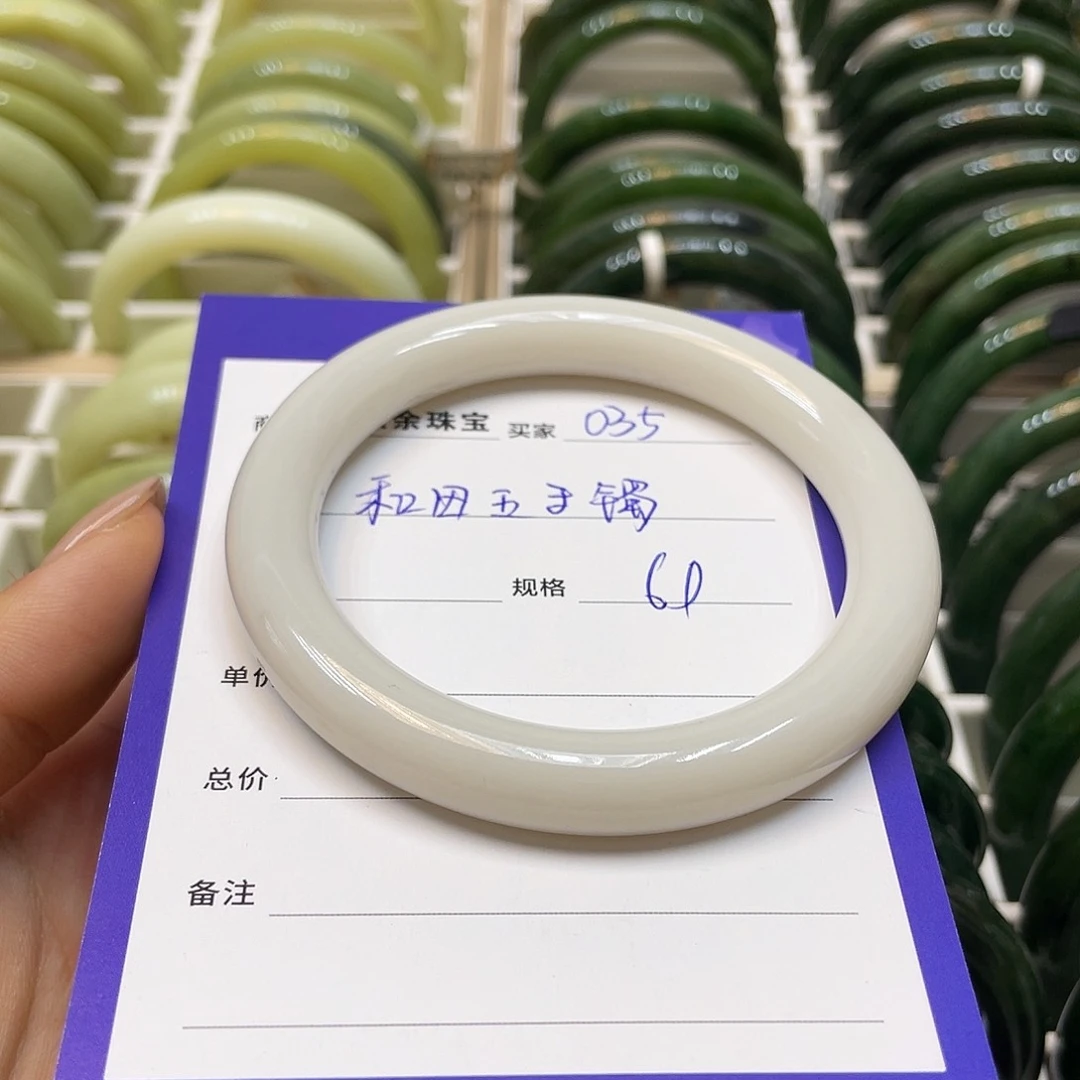 余珠宝 买家 035
和田玉手镯
规格 61
单价
总价
备注